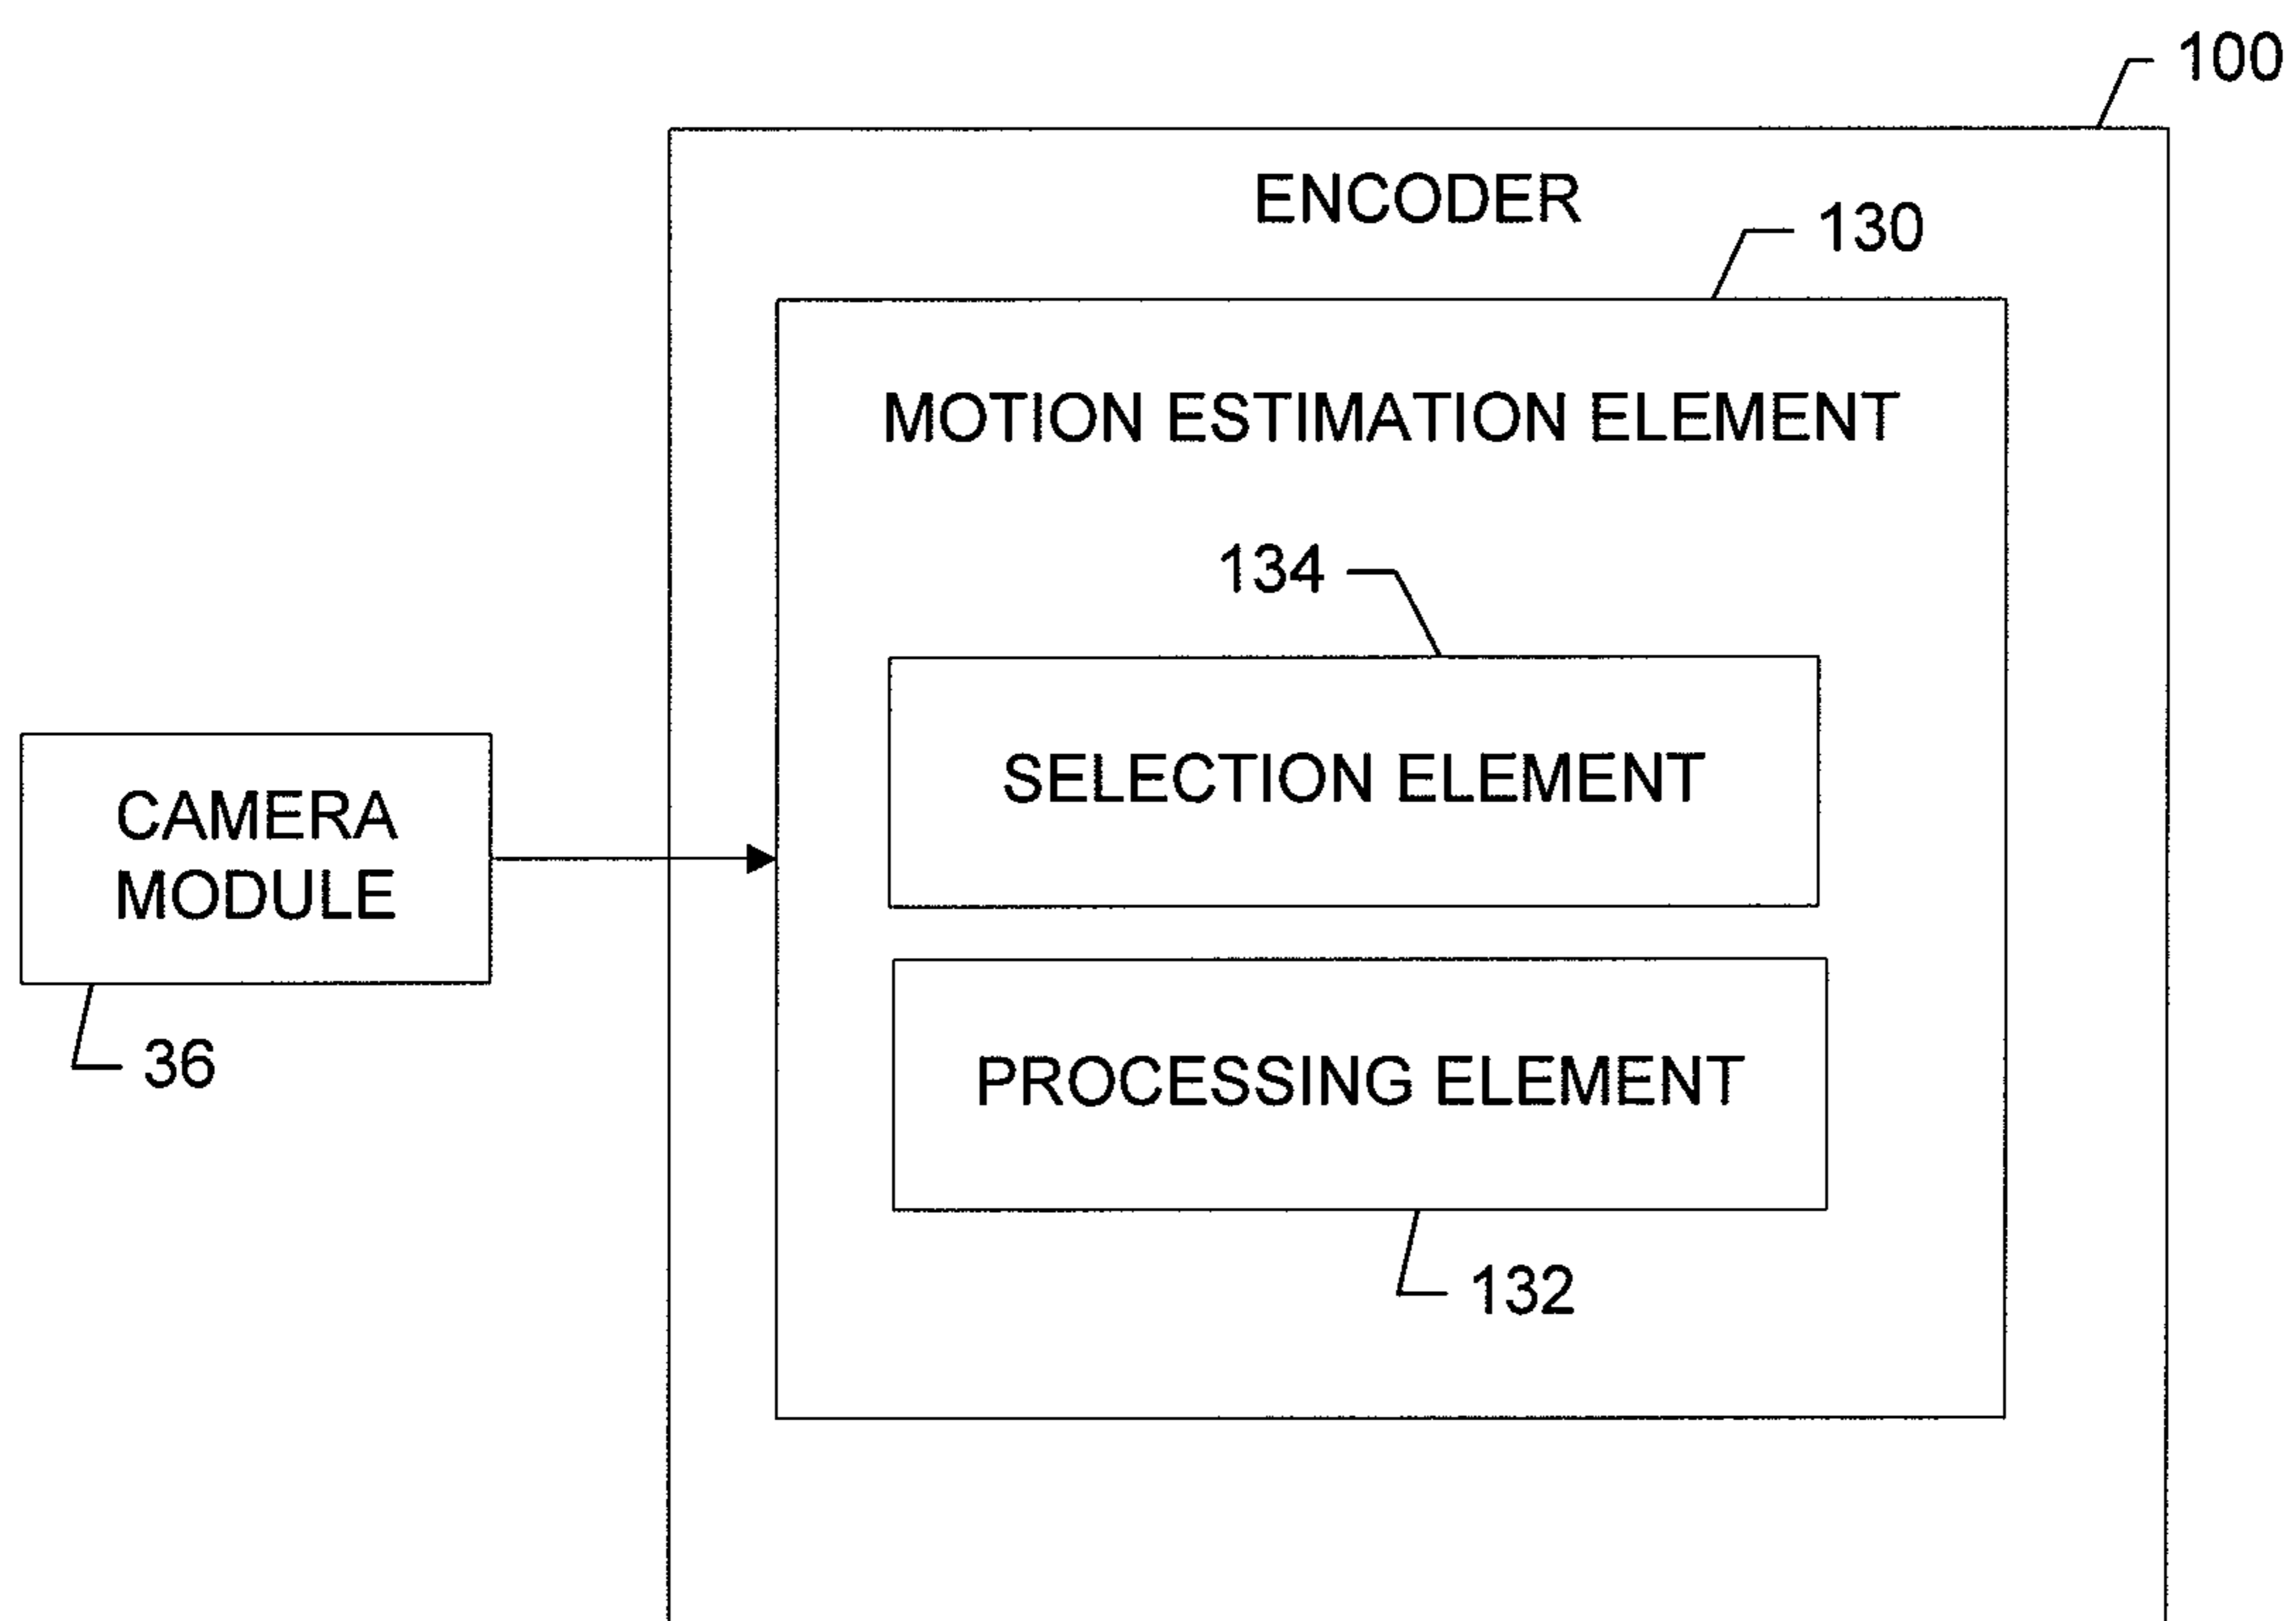 100
ENCODER
130
MOTION ESTIMATION ELEMENT
134
SELECTION ELEMENT
CAMERA
MODULE
36
PROCESSING ELEMENT
132